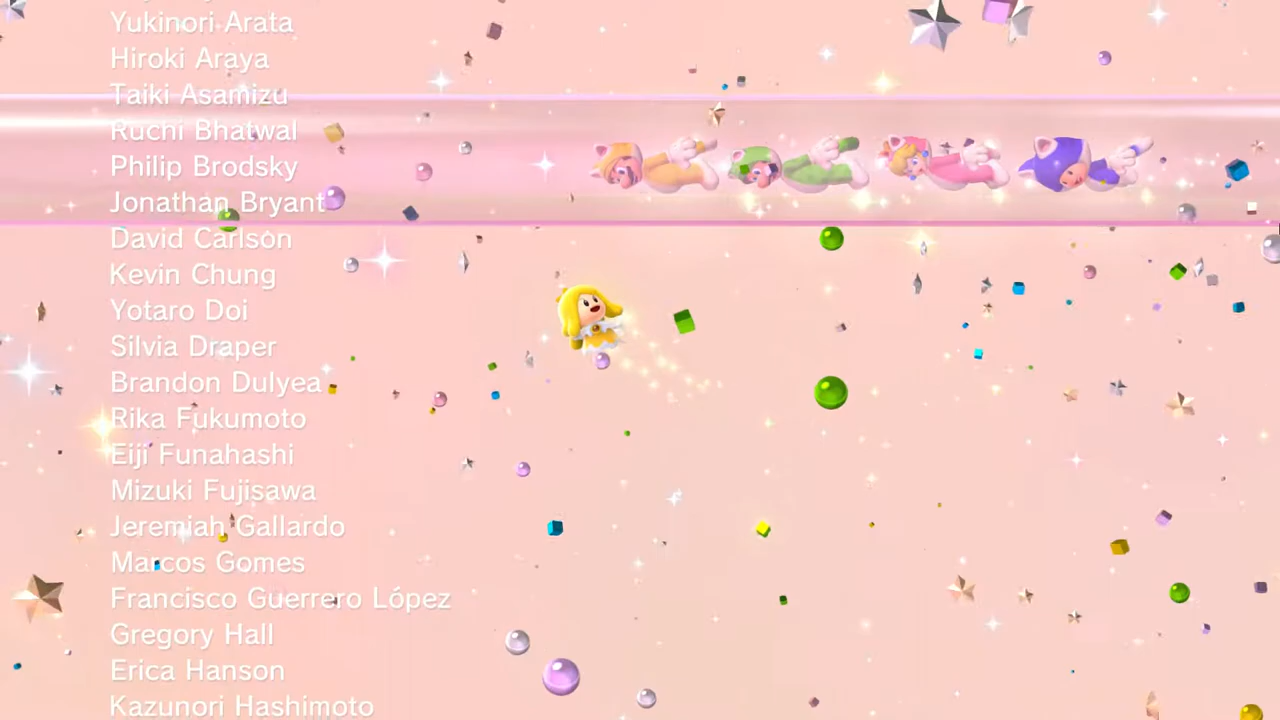 Yukinori Arata
Hiroki Araya
Taiki Asamizu
Ruchi Bhatwal
Philip Brodsky
Jonathan Bryant
David Carlson
Kevin Chung
Yotaro Doi
Silvia Draper
Brandon Dulyea
Rika Fukumoto
Eiji Funahashi
Mizuki Fujisawa
Jeremiah Gallardo
Marcos Gomes
Francisco Guerrero López
Gregory Hall
Erica Hanson
Kazunori Hashimoto